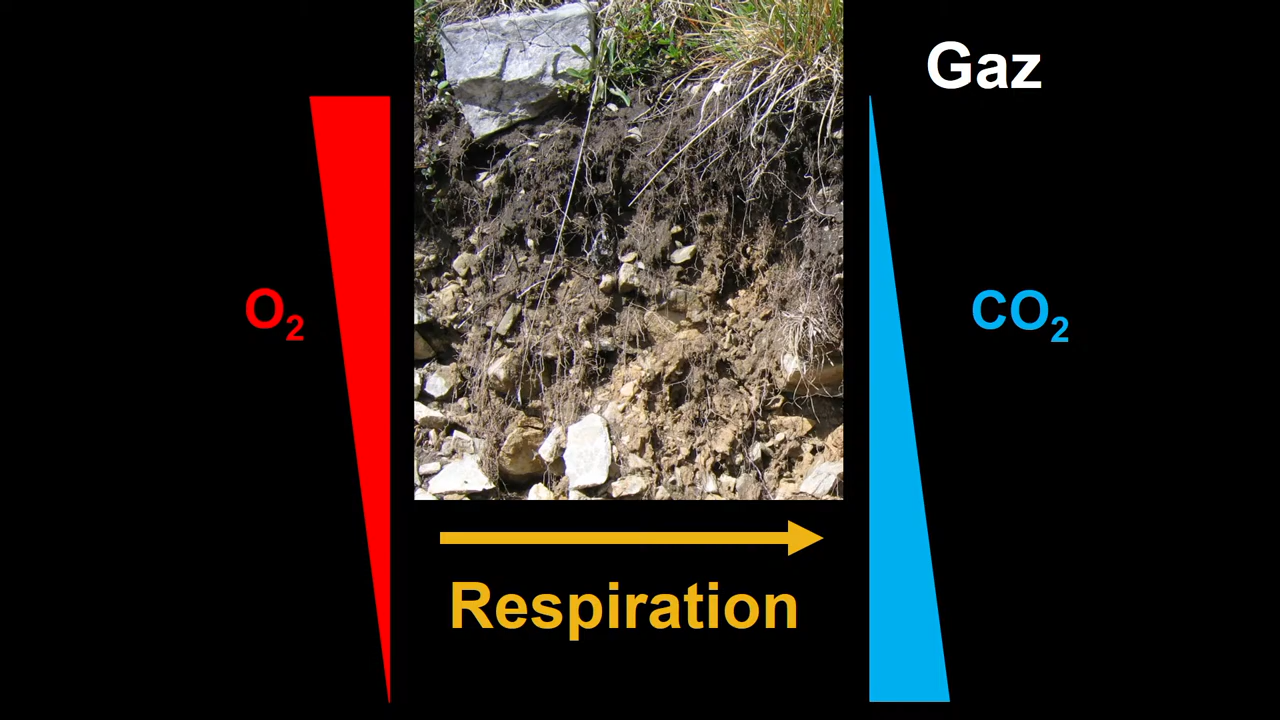 Gaz
O₂
CO₂
Respiration